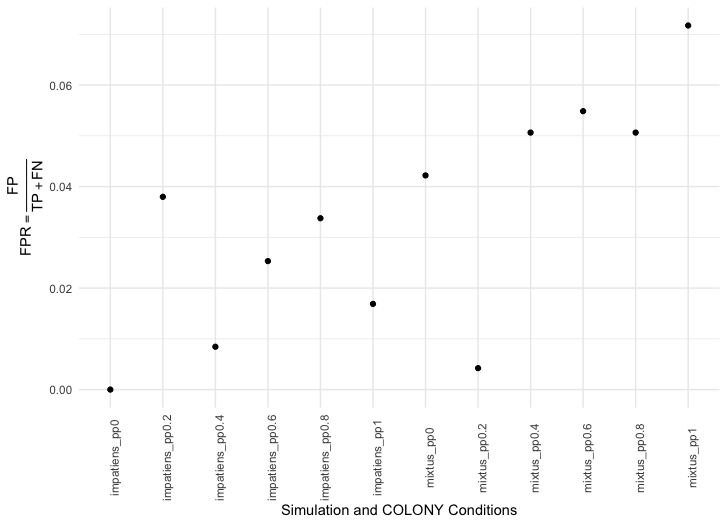 0.06
0.04
0.02
0.00
FPR = FP / TP + FN
impatiens_pp0
impatiens_pp0.2
impatiens_pp0.4
impatiens_pp0.6
impatiens_pp0.8
impatiens_pp1
mixtus_pp0
mixtus_pp0.2
mixtus_pp0.4
mixtus_pp0.6
mixtus_pp0.8
mixtus_pp1
Simulation and COLONY Conditions